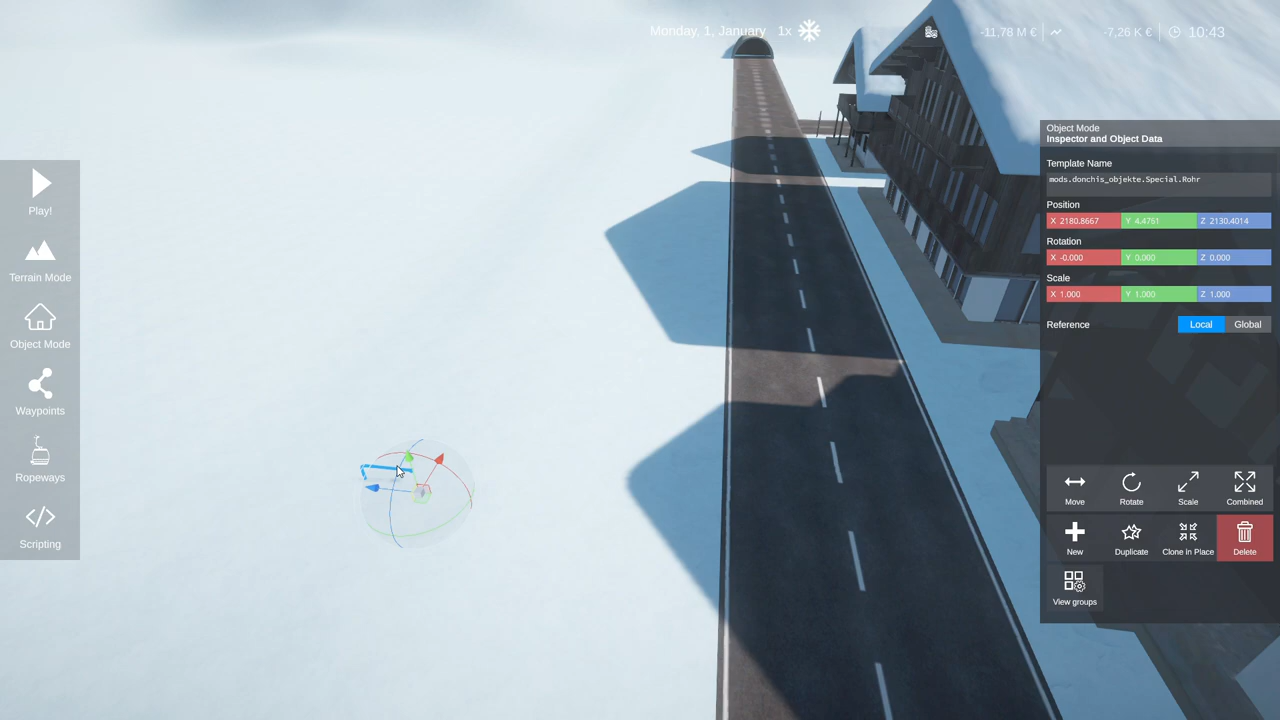 Monday, 1, January 1x
-11,78 M €
-7,26 K €
10:43
Play!
Terrain Mode
Object Mode
Waypoints
Ropeways
Scripting
Object Mode
Inspector and Object Data
Template Name
mods.donchis_objekte.Special.Rohr
Position
X 2180.8667 Y 4.4751 Z 2130.4014
Rotation
X -0.000 Y 0.000 Z 0.000
Scale
X 1.000 Y 1.000 Z 1.000
Reference Local Global
Move Rotate Scale Combined
New Duplicate Clone in Place Delete
View groups